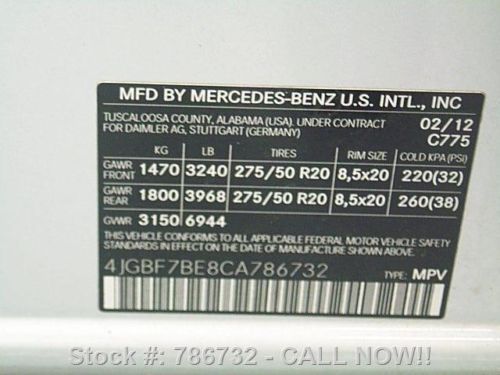 MFD BY MERCEDES-BENZ U.S. INTL., INC
TUSCALOOSA COUNTY, ALABAMA (USA). UNDER CONTRACT 02/12
FOR DAIMLER AG, STUTTGART (GERMANY) C775
KG LB TIRES RIM SIZE COLD KPA (PSI)
GAWR FRONT 1470 3240 275/50 R20 8,5x20 220(32)
GAWR REAR 1800 3968 275/50 R20 8,5x20 260(38)
GVWR 3150 6944
THIS VEHICLE CONFORMS TO ALL APPLICABLE FEDERAL MOTOR VEHICLE
SAFETY STANDARDS IN EFFECT ON THE DATE OF MANUFACTURE SHOWN ABOVE.
4JGBF7BE8CA786732 TYPE: MPV
Stock #: 786732 - CALL NOW!!